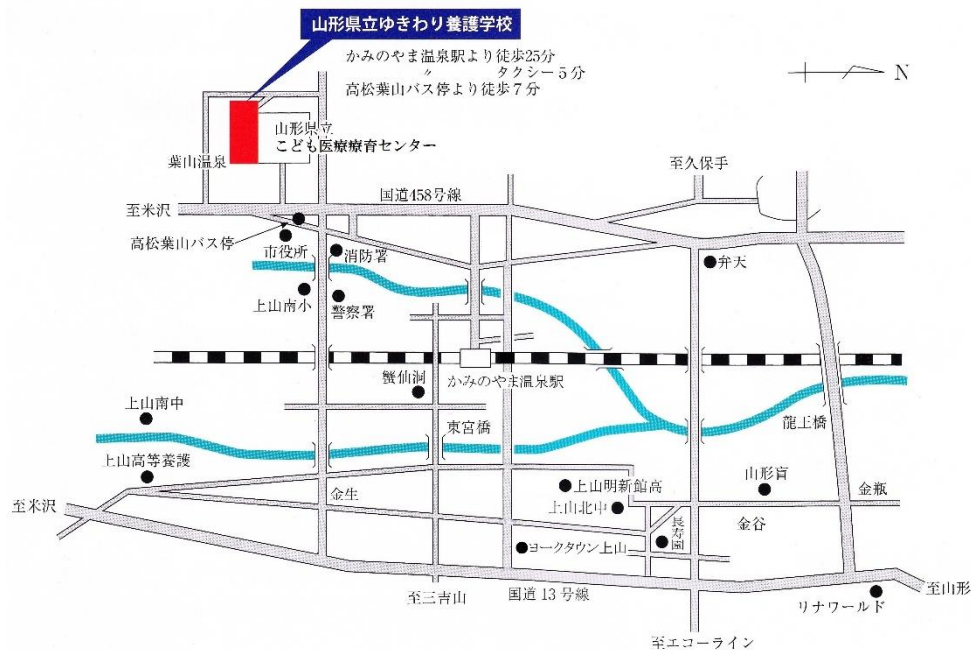 山形県立ゆきわり養護学校
かみのやま温泉駅より徒歩25分
〃 タクシー5分
高松葉山バス停より徒歩7分
N
山形県立
こども医療療育センター
葉山温泉
至久保手
国道458号線
至米沢
高松葉山バス停
市役所
消防署
弁天
上山南小
警察署
蟹仙洞
かみのやま温泉駅
上山南中
東宮橋
龍王橋
上山高等養護
上山明新館高
山形盲
至米沢
金生
上山北中
金瓶
長寿園
金谷
ヨークタウン上山
至三吉山
国道13号線
リナワールド
至山形
至エコーライン